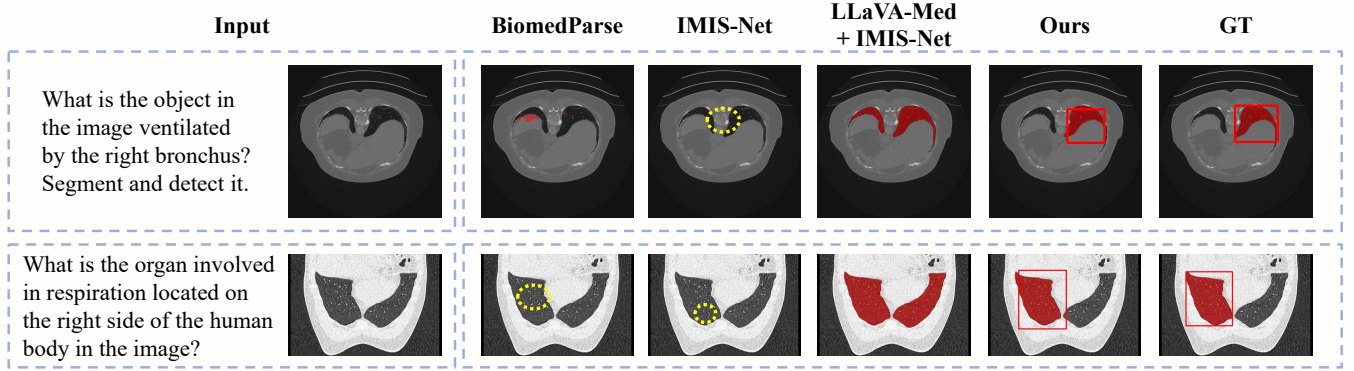 Input
BiomedParse
IMIS-Net
LLaVA-Med
+ IMIS-Net
Ours
GT
What is the object in
the image ventilated
by the right bronchus?
Segment and detect it.
What is the organ involved
in respiration located on
the right side of the human
body in the image?